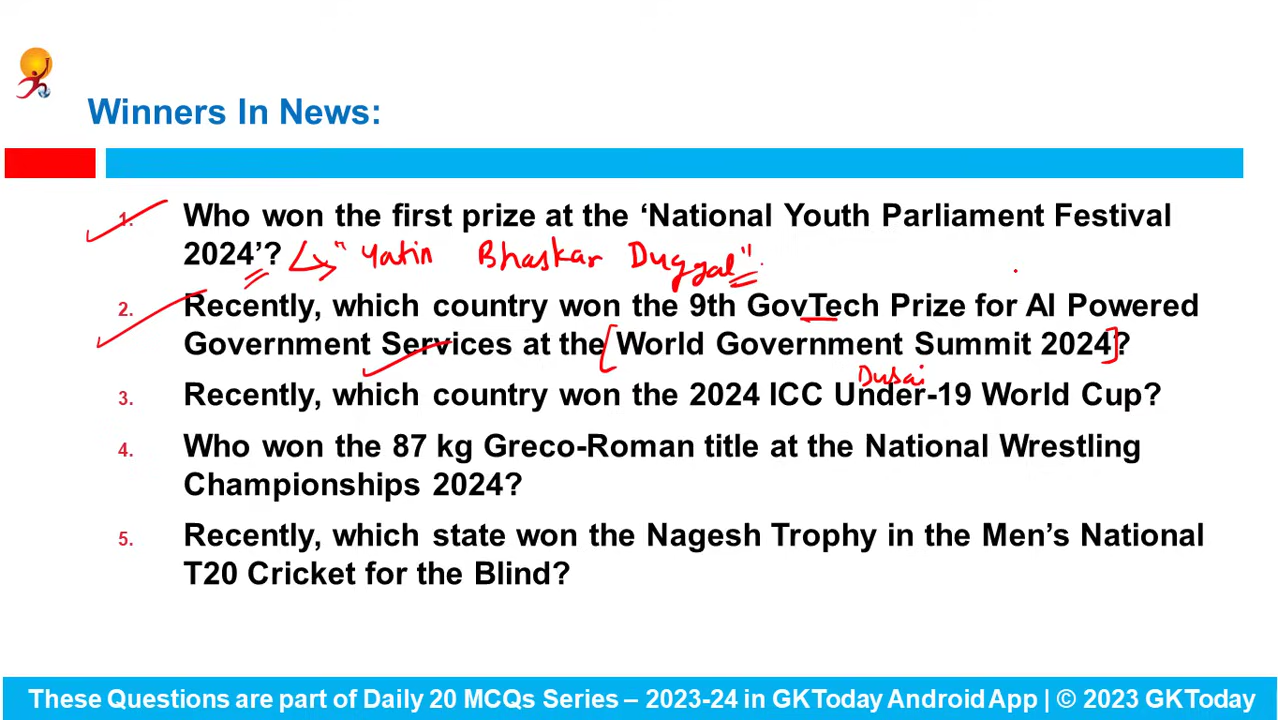 Winners In News:
1. Who won the first prize at the ‘National Youth Parliament Festival
2024’? "Yatin Bhaskar Duggal"
2. Recently, which country won the 9th GovTech Prize for AI Powered
Government Services at the [World Government Summit 2024]?
Dubai
3. Recently, which country won the 2024 ICC Under-19 World Cup?
4. Who won the 87 kg Greco-Roman title at the National Wrestling
Championships 2024?
5. Recently, which state won the Nagesh Trophy in the Men’s National
T20 Cricket for the Blind?
These Questions are part of Daily 20 MCQs Series – 2023-24 in GKToday Android App | © 2023 GKToday